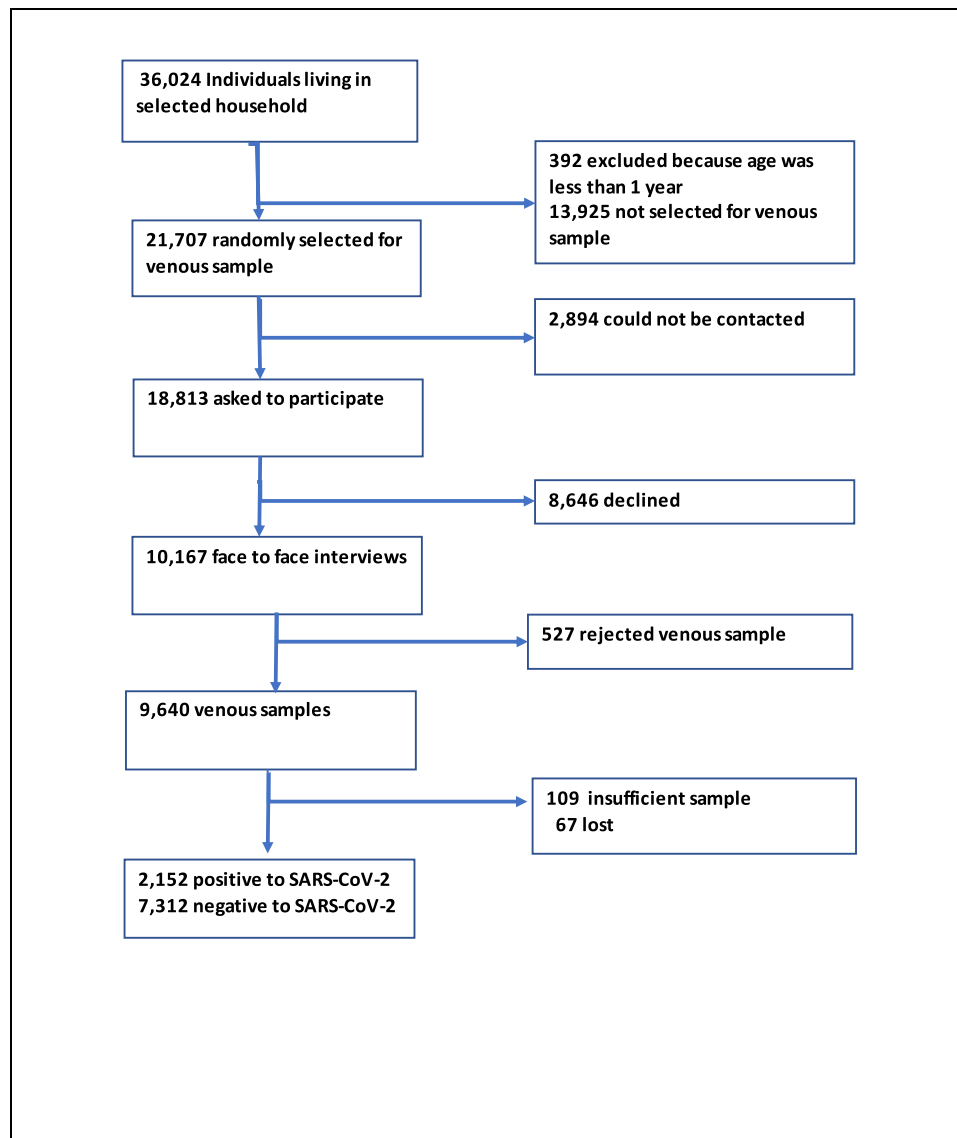 36,024 Individuals living in
selected household
392 excluded because age was
less than 1 year
13,925 not selected for venous
sample
21,707 randomly selected for
venous sample
2,894 could not be contacted
18,813 asked to participate
8,646 declined
10,167 face to face interviews
527 rejected venous sample
9,640 venous samples
109 insufficient sample
67 lost
2,152 positive to SARS-CoV-2
7,312 negative to SARS-CoV-2